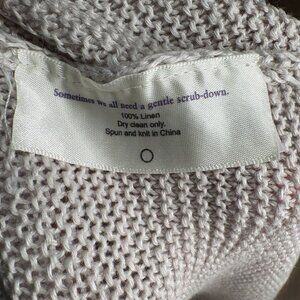 Sometimes we all need a gentle scrub-down.
100% Linen
Dry clean only.
Spun and knit in China